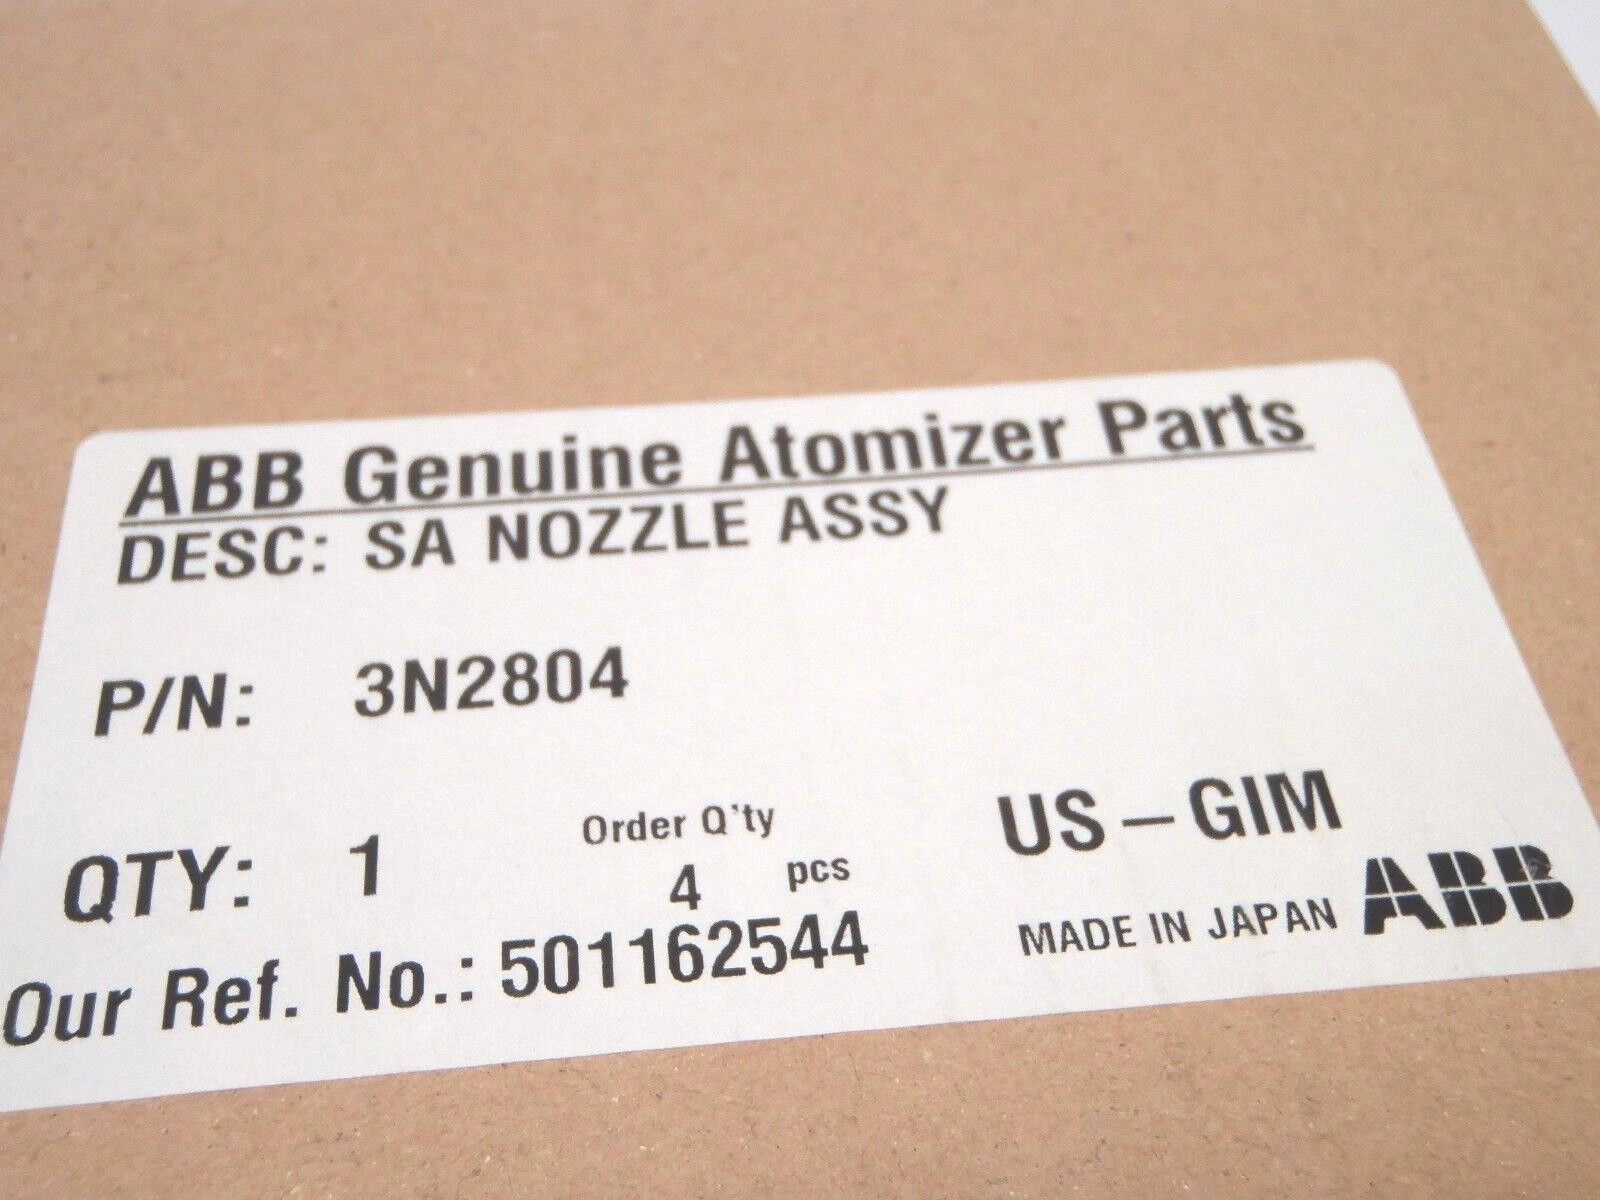 ABB Genuine Atomizer Parts
DESC: SA NOZZLE ASSY
P/N: 3N2804
QTY: 1 Order Q'ty 4 pcs
US-GIM
Our Ref. No.: 501162544
MADE IN JAPAN ABB